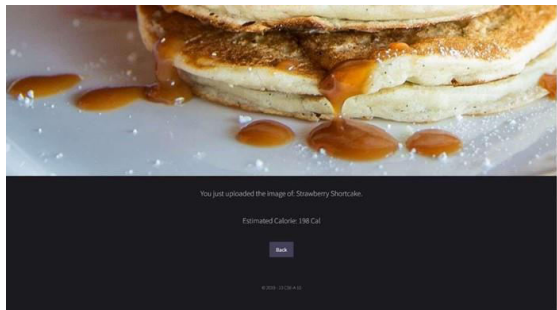 You just uploaded the image of: Strawberry Shortcake.
Estimated Calorie: 198 Cal
Back